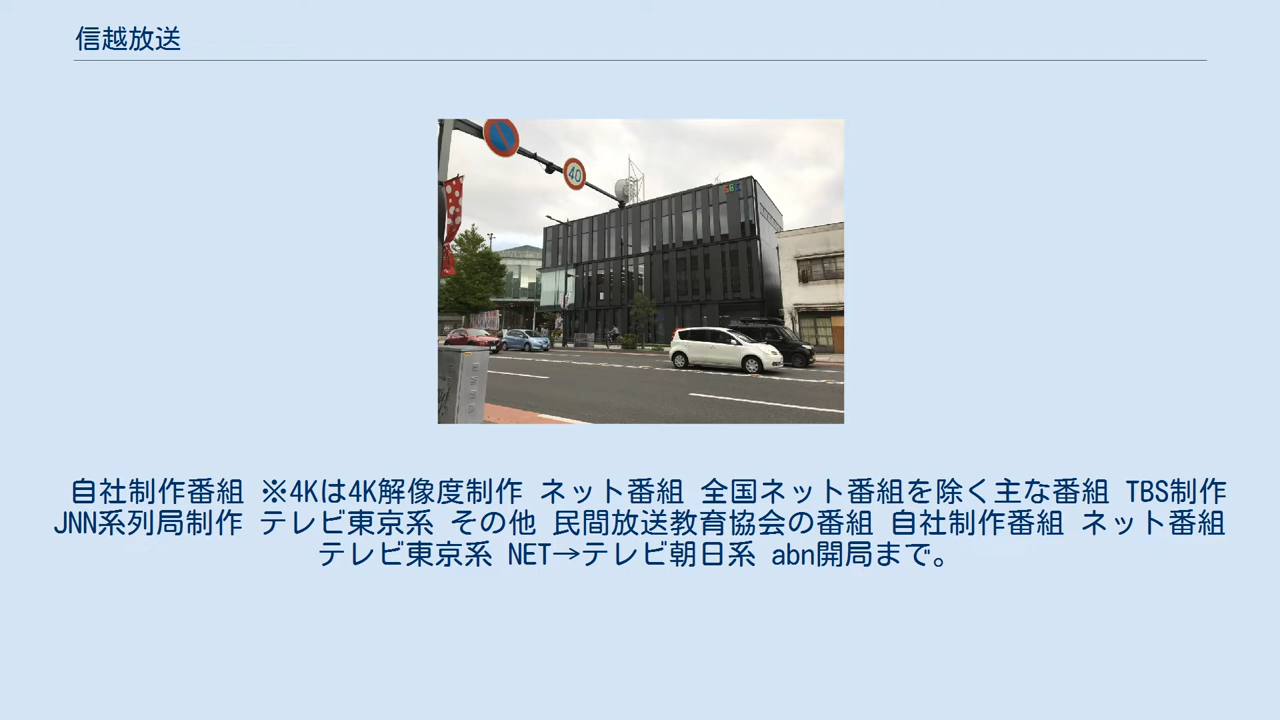 信越放送
40
SBC
自社制作番組 ※4Kは4K解像度制作 ネット番組 全国ネット番組を除く主な番組 TBS制作
JNN系列局制作 テレビ東京系 その他 民間放送教育協会の番組 自社制作番組 ネット番組
テレビ東京系 NET→テレビ朝日系 abn開局まで。